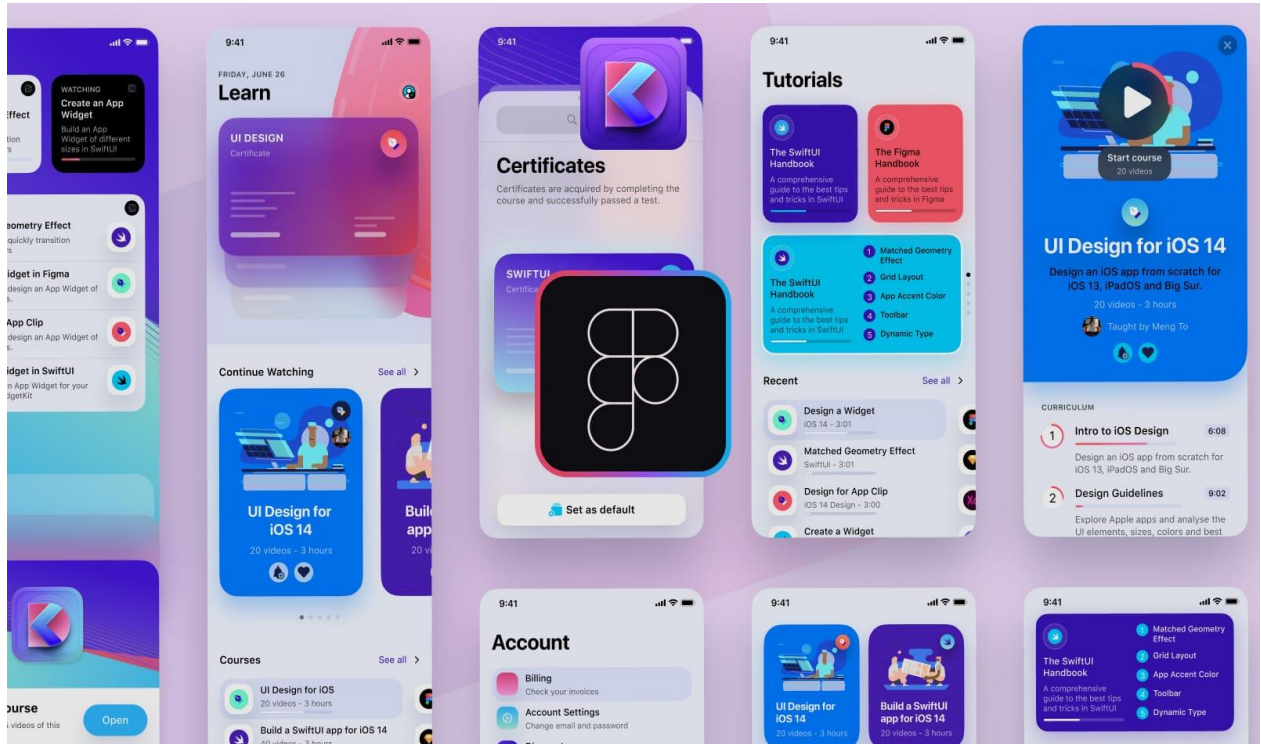 WATCHING
Create an App
Widget
Build an App
Widget of different
sizes in SwiftUI
Effect
eometry Effect
quickly transition
idget in Figma
design an App Widget of
App Clip
design an App Widget of
idget in SwiftUI
n App Widget for your
dgetKit
ourse
videos of this
Open
9:41
FRIDAY, JUNE 26
Learn
UI DESIGN
Certificate
Continue Watching
See all >
UI Design for
iOS 14
20 videos - 3 hours
Buil
app
20 vi
Courses
See all >
UI Design for iOS
20 videos - 3 hours
Build a SwiftUI app for iOS 14
40 videos - 3 hours
9:41
Certificates
Certificates are acquired by completing the
course and successfully passed a test.
SWIFTUI
Certifica
Set as default
9:41
Account
Billing
Check your invoices
Account Settings
Change email and password
9:41
Tutorials
The SwiftUI
Handbook
A comprehensive
guide to the best tips
and tricks in SwiftUI
The Figma
Handbook
A comprehensive
guide to the best tips
and tricks in Figma
The SwiftUI
Handbook
A comprehensive
guide to the best tips
and tricks in SwiftUI
1 Matched Geometry
Effect
2 Grid Layout
3 App Accent Color
4 Toolbar
5 Dynamic Type
Recent
See all >
Design a Widget
iOS 14 - 3:01
Matched Geometry Effect
SwiftUI - 3:01
Design for App Clip
iOS 14 Design - 3:00
Create a Widget
9:41
UI Design for
iOS 14
20 videos - 3 hours
Build a SwiftUI
app for iOS 14
20 videos - 3 hours
Start course
20 videos
UI Design for iOS 14
Design an iOS app from scratch for
iOS 13, iPadOS and Big Sur.
20 videos - 3 hours
Taught by Meng To
CURRICULUM
1 Intro to iOS Design 6:08
Design an iOS app from scratch for
iOS 13, iPadOS and Big Sur.
2 Design Guidelines 9:02
Explore Apple apps and analyse the
UI elements, sizes, colors and best
9:41
The SwiftUI
Handbook
A comprehensive
guide to the best tips
and tricks in SwiftUI
1 Matched Geometry
Effect
2 Grid Layout
3 App Accent Color
4 Toolbar
5 Dynamic Type